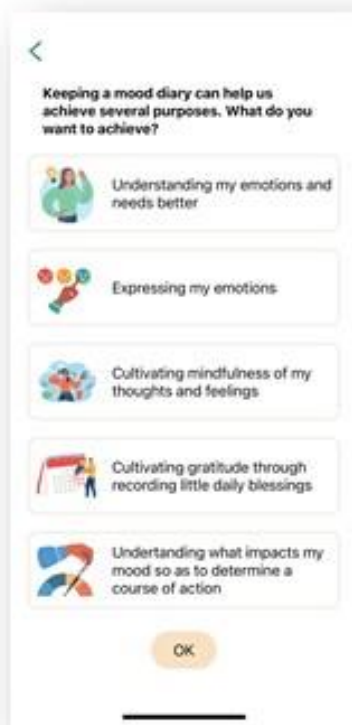 Keeping a mood diary can help us
achieve several purposes. What do you
want to achieve?
Understanding my emotions and
needs better
Expressing my emotions
Cultivating mindfulness of my
thoughts and feelings
Cultivating gratitude through
recording little daily blessings
Undertanding what impacts my
mood so as to determine a
course of action
OK